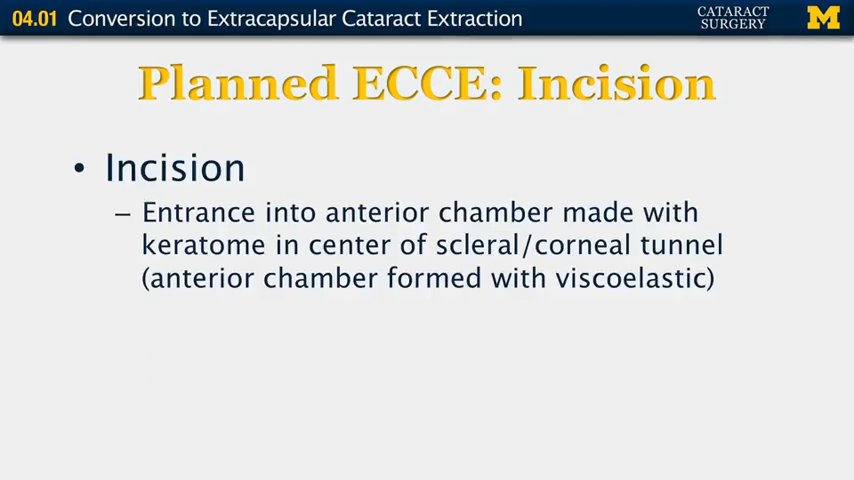 04.01 Conversion to Extracapsular Cataract Extraction
CATARACT
SURGERY
M
Planned ECCE: Incision
• Incision
– Entrance into anterior chamber made with
keratome in center of scleral/corneal tunnel
(anterior chamber formed with viscoelastic)